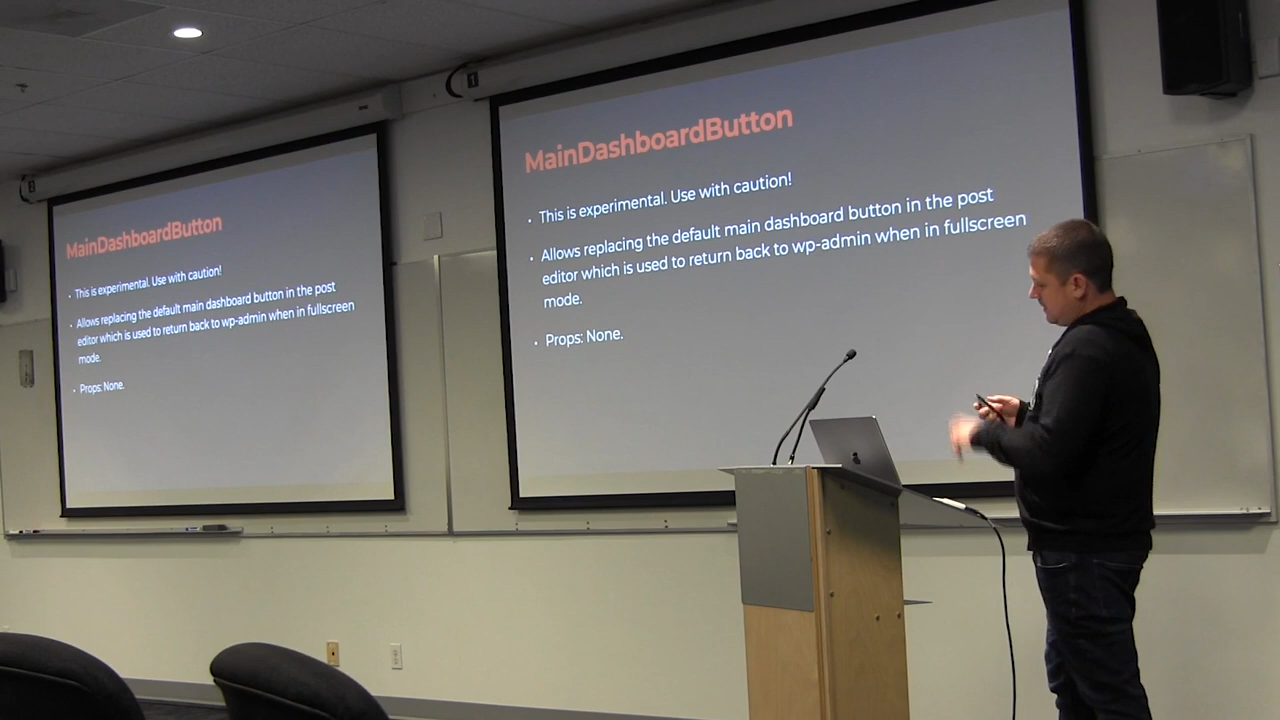 MainDashboardButton
• This is experimental. Use with caution!
• Allows replacing the default main dashboard button in the post
editor which is used to return back to wp-admin when in fullscreen
mode.
• Props: None.
MainDashboardButton
• This is experimental. Use with caution!
• Allows replacing the default main dashboard button in the post
editor which is used to return back to wp-admin when in fullscreen
mode.
• Props: None.
1